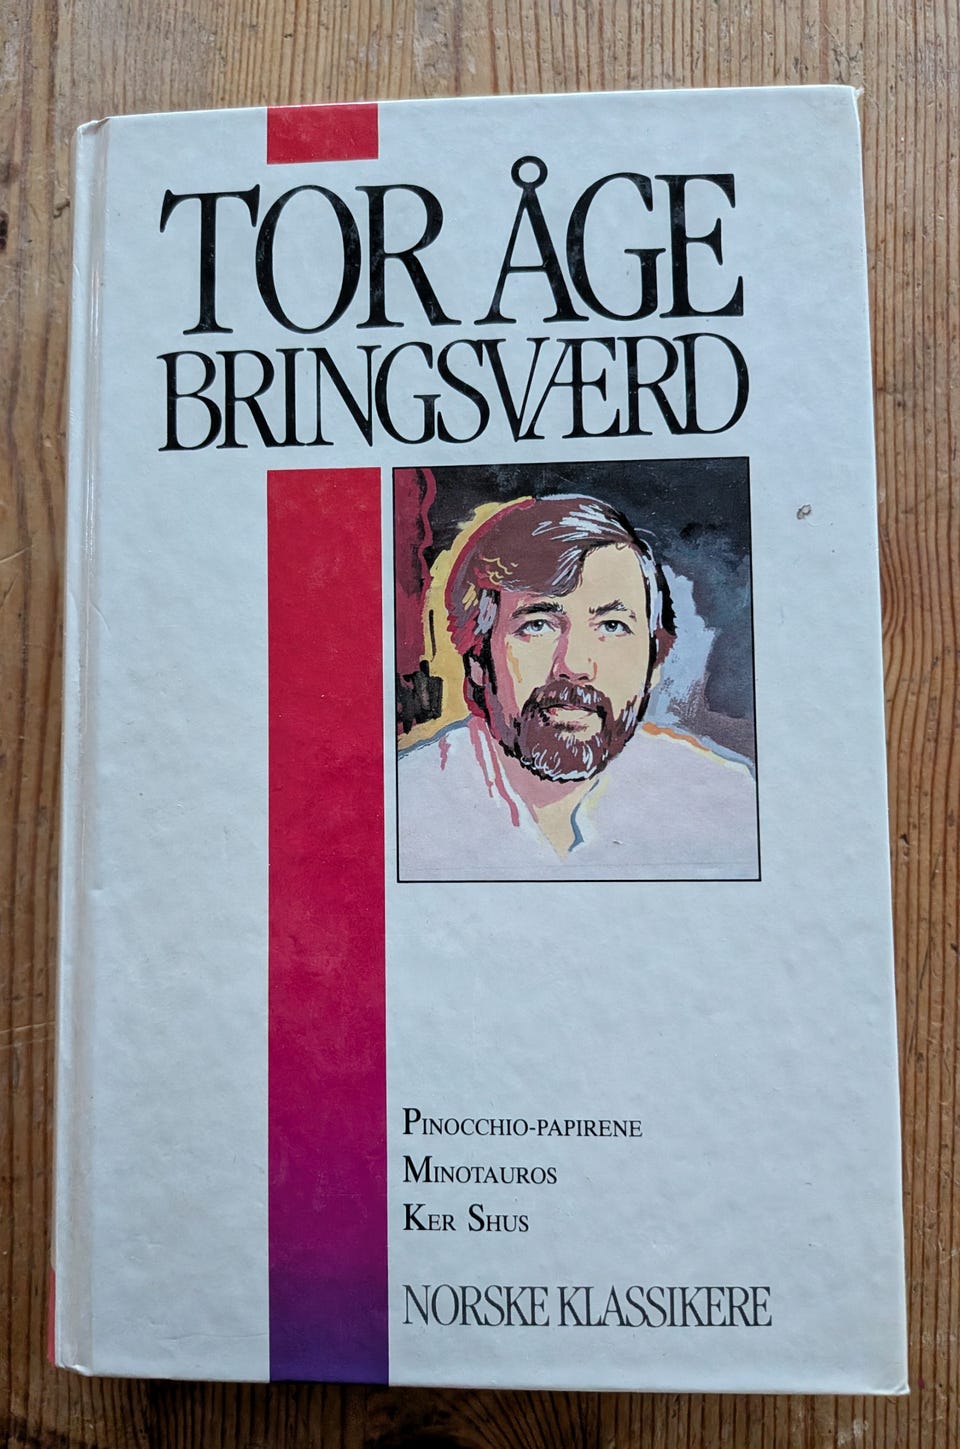 TOR ÅGE
BRINGSVÆRD
PINOCCHIO-PAPIRENE
MINOTAUROS
KER SHUS
NORSKE KLASSIKERE